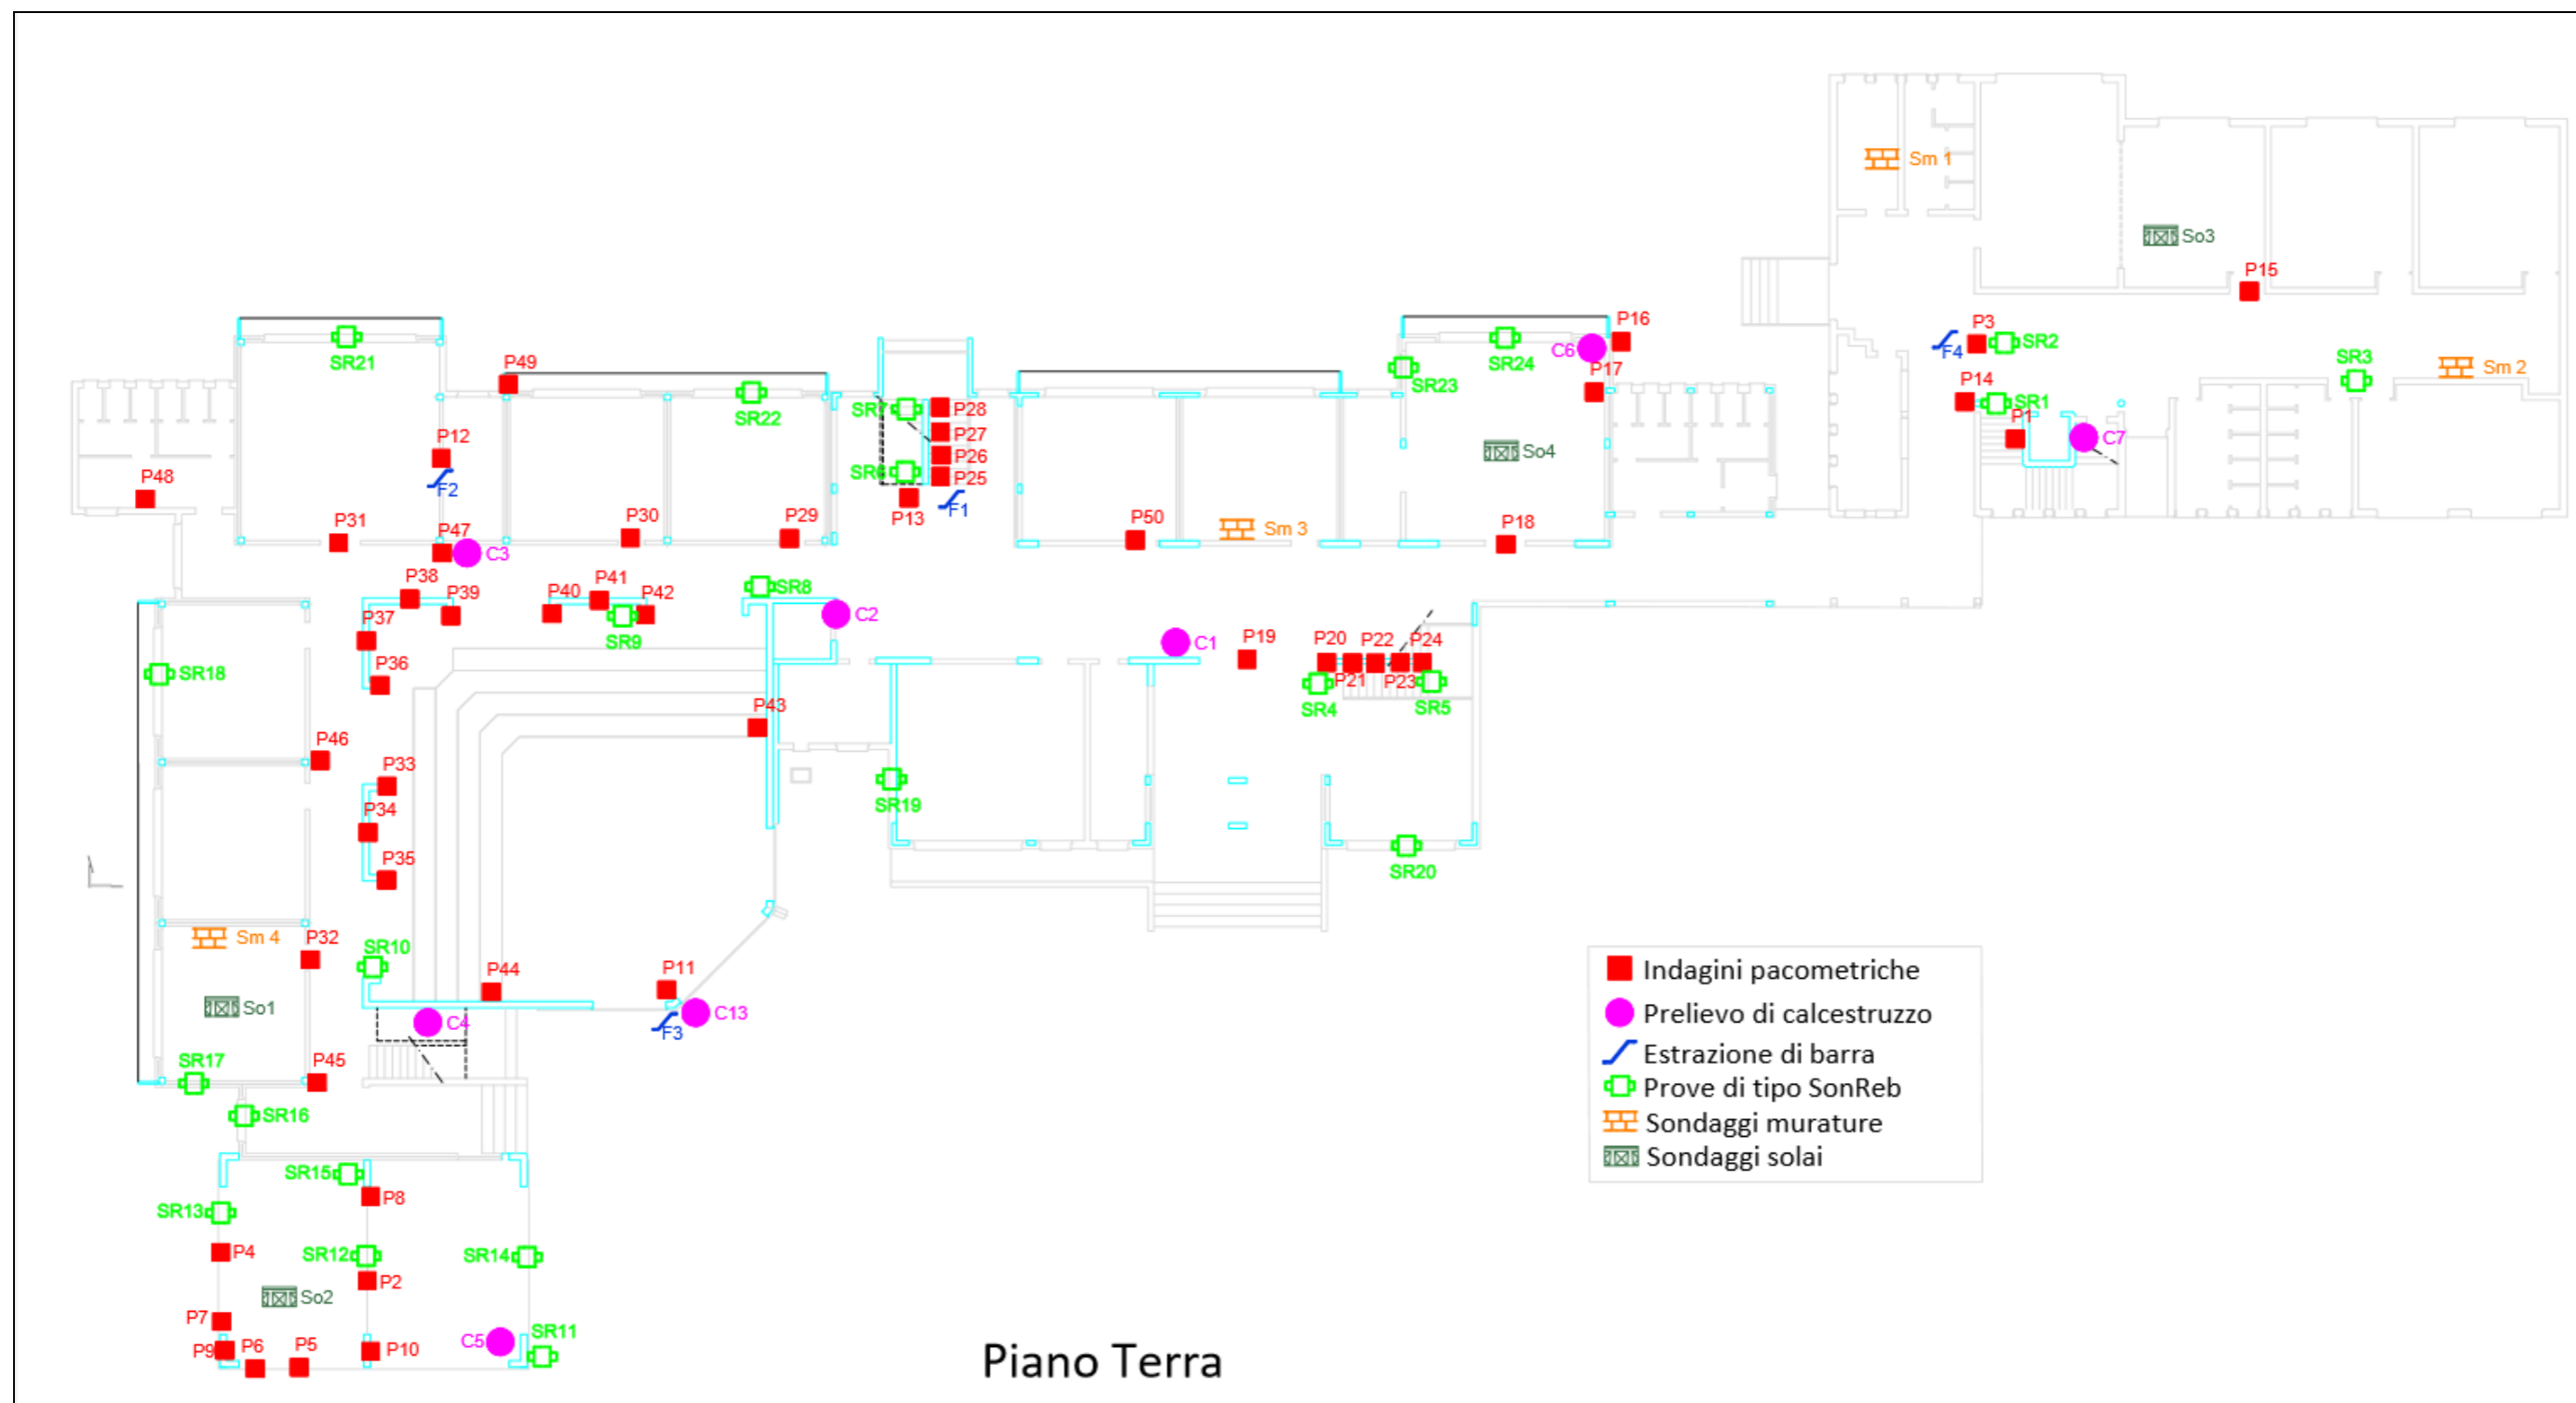 Sm 1
So3
P15
P16
P3
SR2
F4
C6
SR21
SR24
SR3
Sm 2
P49
SR23
P17
P14
SR1
P1
SR22
SR7
P28
P27
C7
P12
P26
SR6
P25
So4
F2
P48
F1
P13
P31
P47
P30
P29
P50
Sm 3
P18
C3
P38
P39
P40
P41
P42
SR8
C2
P37
SR9
C1
P19
P20
P22
P24
P36
SR18
P21
P23
SR4
SR5
P43
P46
P33
SR19
P34
P35
SR20
Sm 4
P32
SR10
P44
P11
So1
C4
C13
F3
SR17
P45
SR16
SR15
P8
SR13
P4
SR12
SR14
P2
So2
P7
P9
P6
P5
P10
C5
SR11
Indagini pacometriche
Prelievo di calcestruzzo
Estrazione di barra
Prove di tipo SonReb
Sondaggi murature
Sondaggi solai
Piano Terra